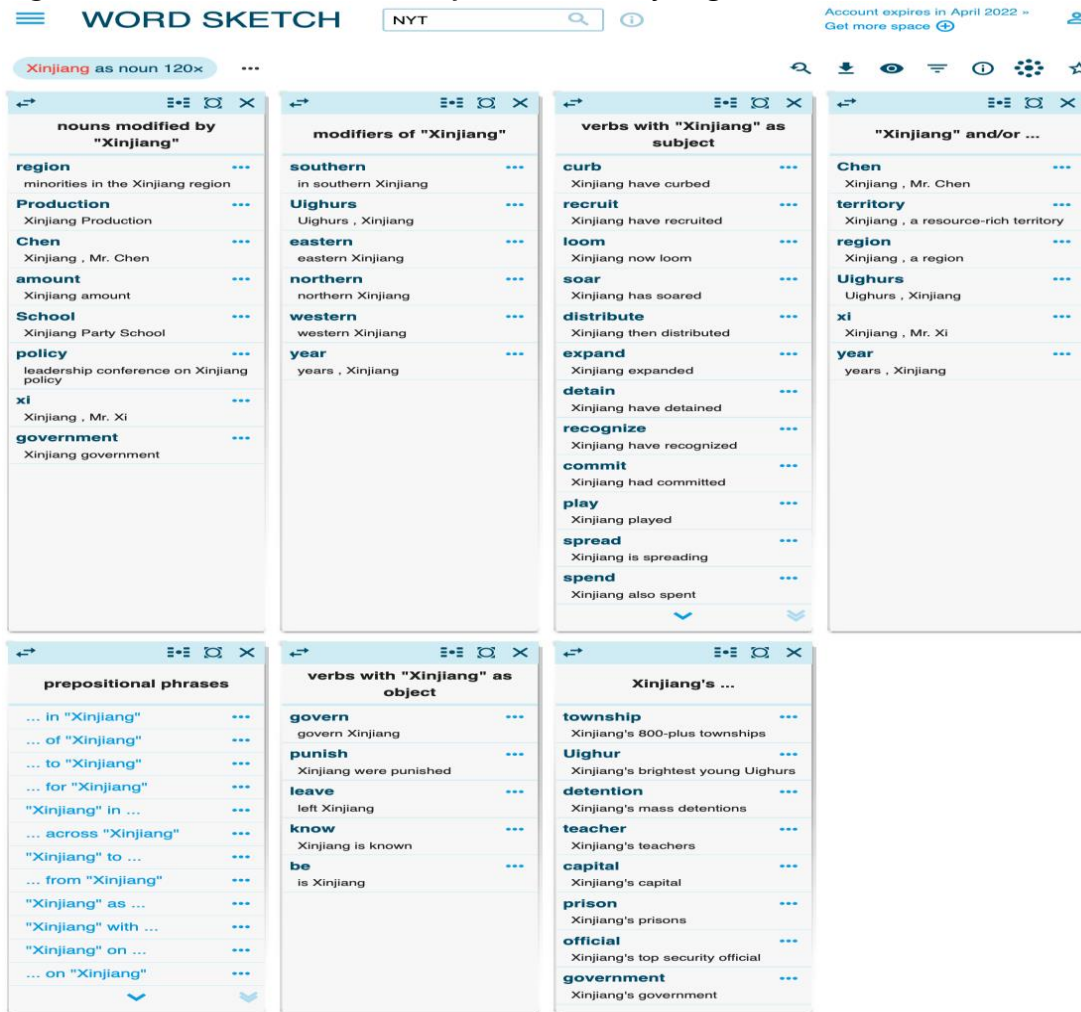 WORD SKETCH
NYT
Account expires in April 2022 »
Get more space
Xinjiang as noun 120×
nouns modified by
"Xinjiang"
region
minorities in the Xinjiang region
Production
Xinjiang Production
Chen
Xinjiang , Mr. Chen
amount
Xinjiang amount
School
Xinjiang Party School
policy
leadership conference on Xinjiang
policy
xi
Xinjiang , Mr. Xi
government
Xinjiang government
modifiers of "Xinjiang"
southern
in southern Xinjiang
Uighurs
Uighurs , Xinjiang
eastern
eastern Xinjiang
northern
northern Xinjiang
western
western Xinjiang
year
years , Xinjiang
verbs with "Xinjiang" as
subject
curb
Xinjiang have curbed
recruit
Xinjiang have recruited
loom
Xinjiang now loom
soar
Xinjiang has soared
distribute
Xinjiang then distributed
expand
Xinjiang expanded
detain
Xinjiang have detained
recognize
Xinjiang have recognized
commit
Xinjiang had committed
play
Xinjiang played
spread
Xinjiang is spreading
spend
Xinjiang also spent
"Xinjiang" and/or ...
Chen
Xinjiang , Mr. Chen
territory
Xinjiang , a resource-rich territory
region
Xinjiang , a region
Uighurs
Uighurs , Xinjiang
xi
Xinjiang , Mr. Xi
year
years , Xinjiang
prepositional phrases
... in "Xinjiang"
... of "Xinjiang"
... to "Xinjiang"
... for "Xinjiang"
"Xinjiang" in ...
... across "Xinjiang"
"Xinjiang" to ...
... from "Xinjiang"
"Xinjiang" as ...
"Xinjiang" with ...
"Xinjiang" on ...
... on "Xinjiang"
verbs with "Xinjiang" as
object
govern
govern Xinjiang
punish
Xinjiang were punished
leave
left Xinjiang
know
Xinjiang is known
be
is Xinjiang
Xinjiang's ...
township
Xinjiang's 800-plus townships
Uighur
Xinjiang's brightest young Uighurs
detention
Xinjiang's mass detentions
teacher
Xinjiang's teachers
capital
Xinjiang's capital
prison
Xinjiang's prisons
official
Xinjiang's top security official
government
Xinjiang's government